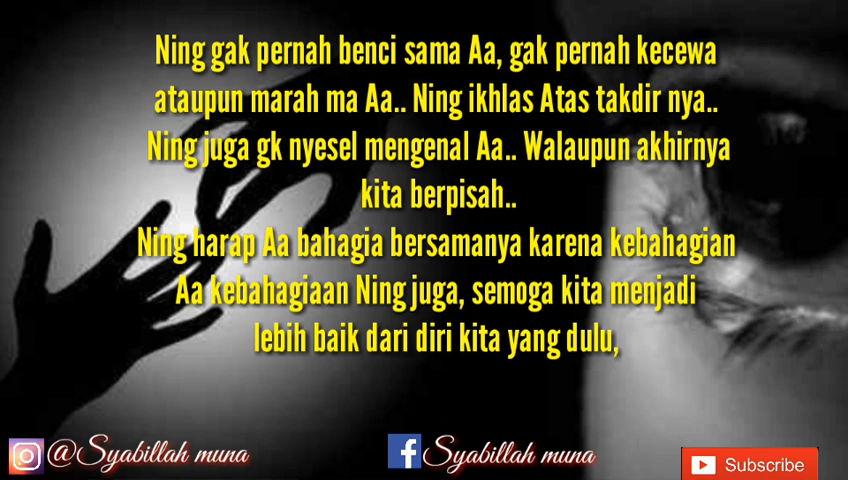 Ning gak pernah benci sama Aa, gak pernah kecewa
ataupun marah ma Aa.. Ning ikhlas Atas takdir nya..
Ning juga gk nyesel mengenal Aa.. Walaupun akhirnya
kita berpisah..
Ning harap Aa bahagia bersamanya karena kebahagian
Aa kebahagiaan Ning juga, semoga kita menjadi
lebih baik dari diri kita yang dulu,
@Syabillah muna
Syabillah muna
Subscribe